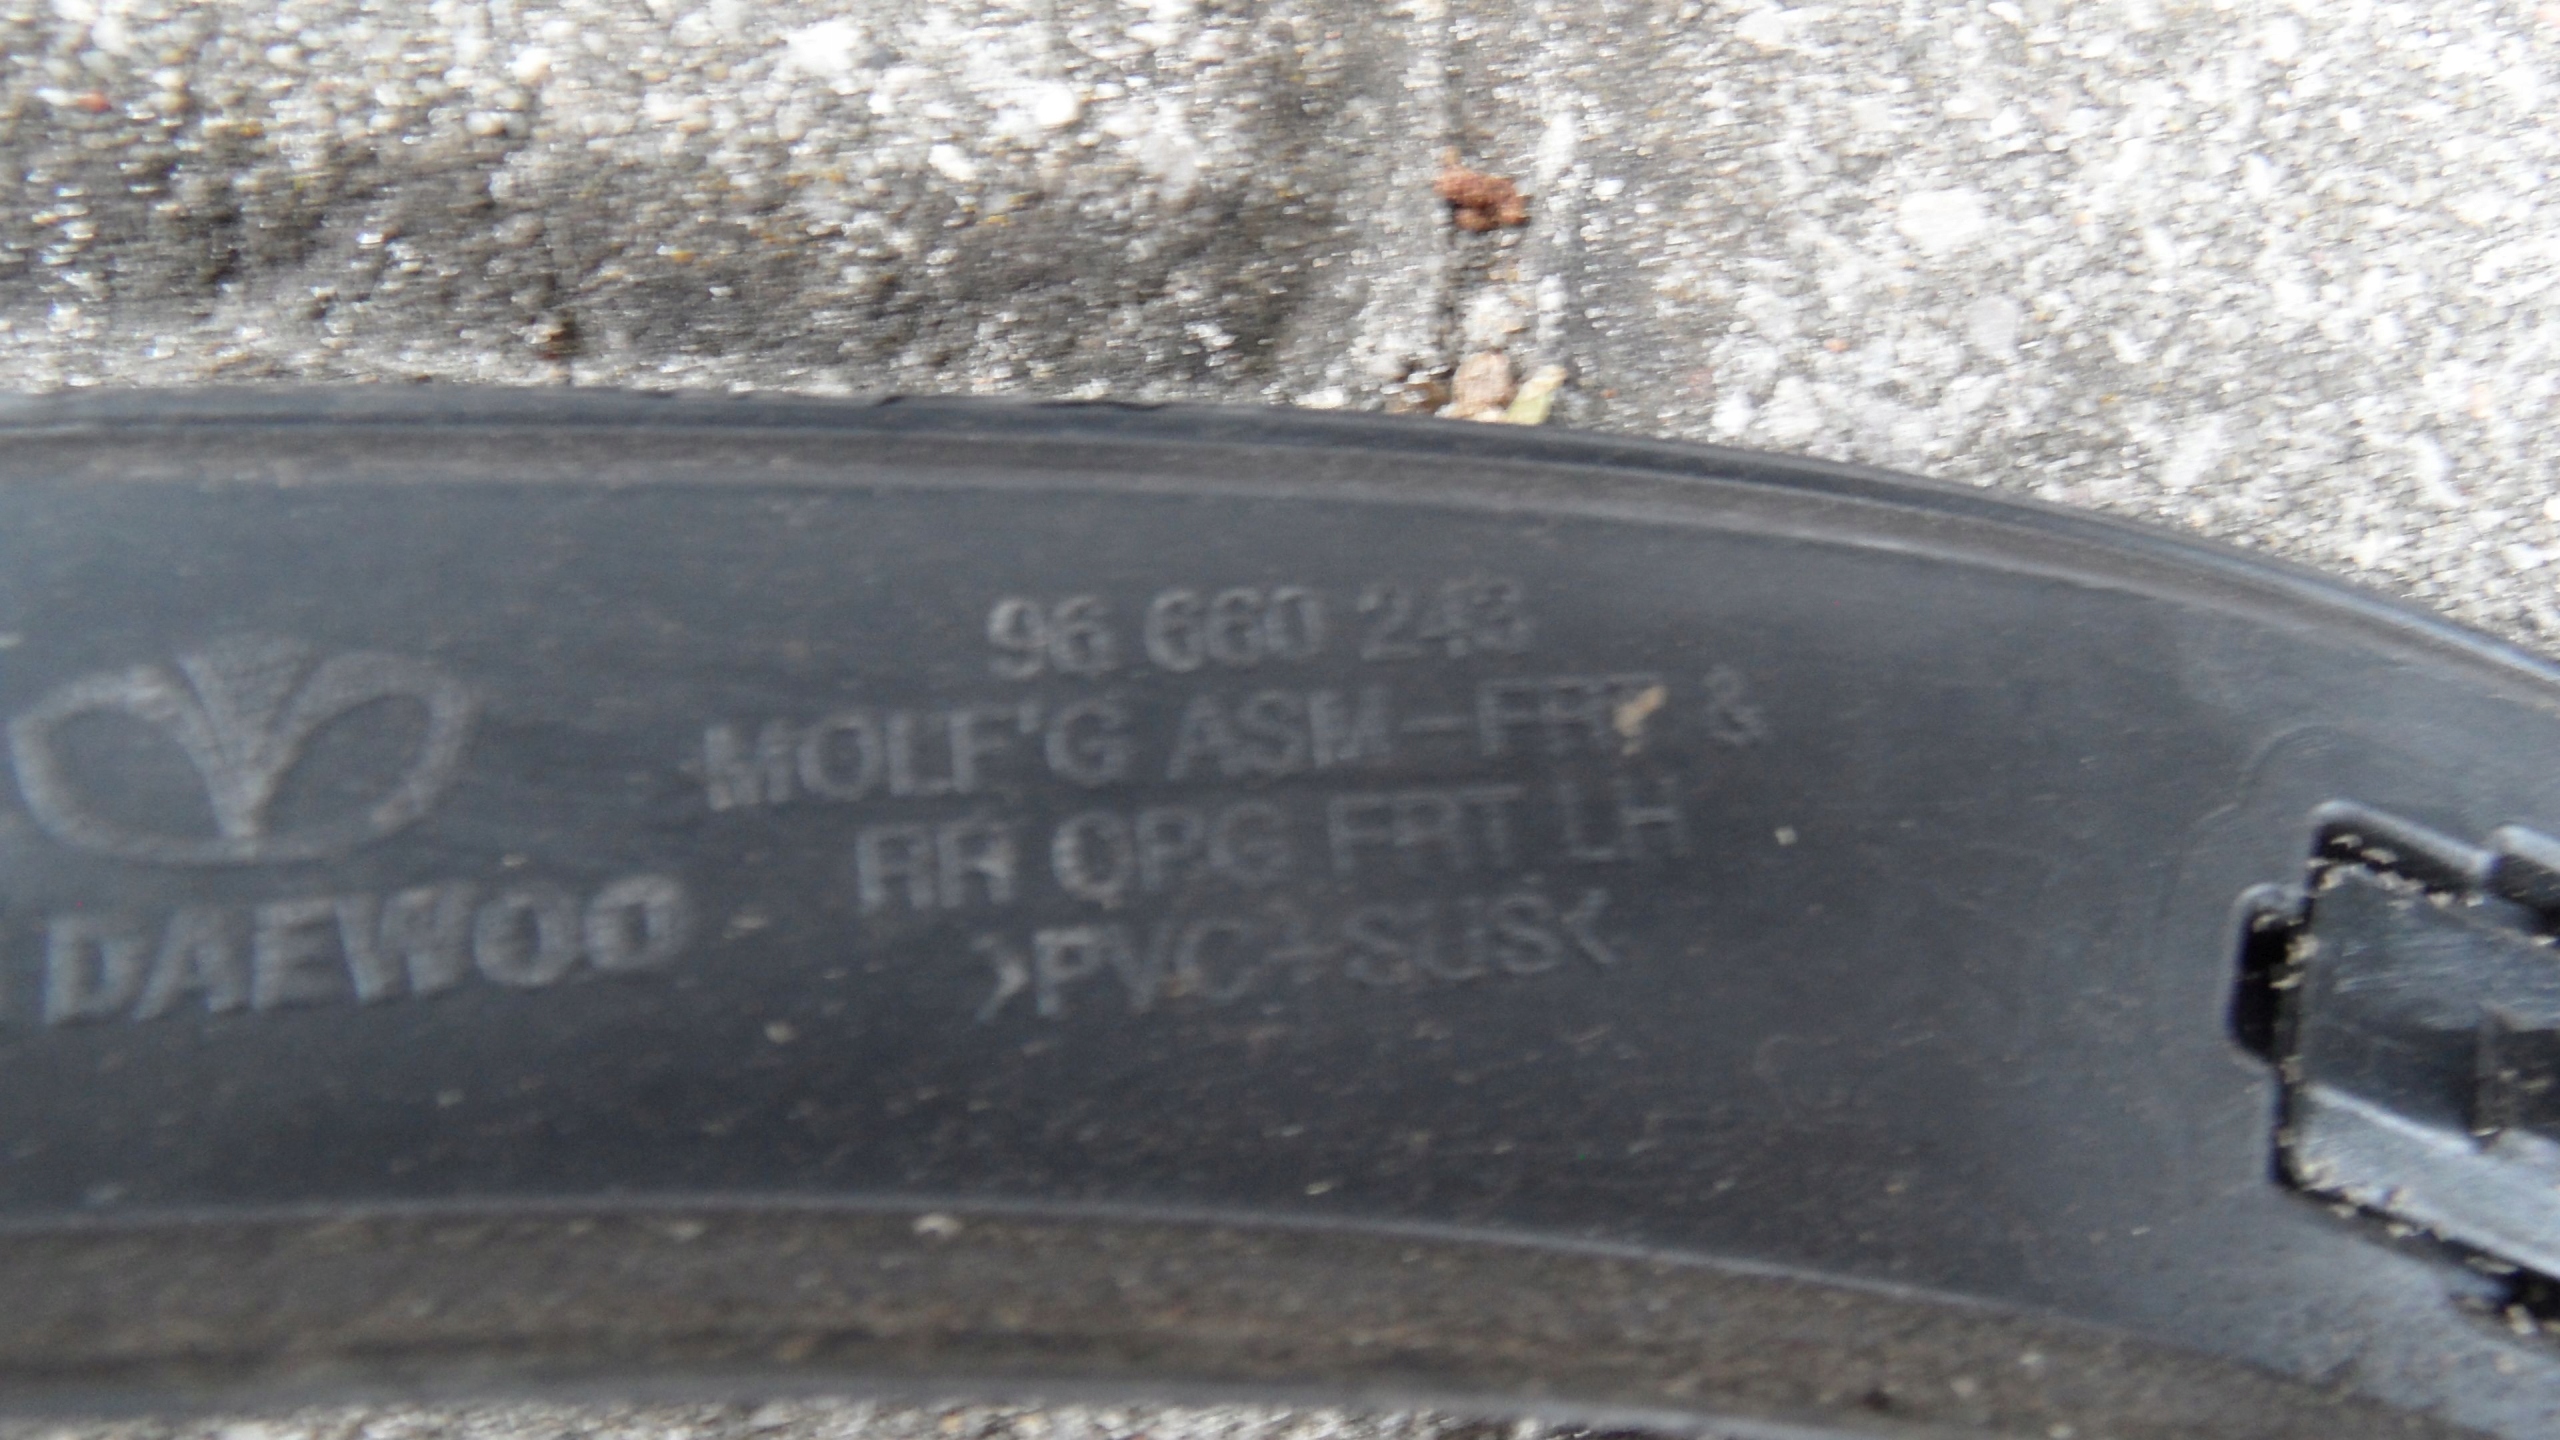 96 660 243
MOLF'G ASM-FRT &
RR OPG FRT LH
>PVC+SUS<
DAEWOO